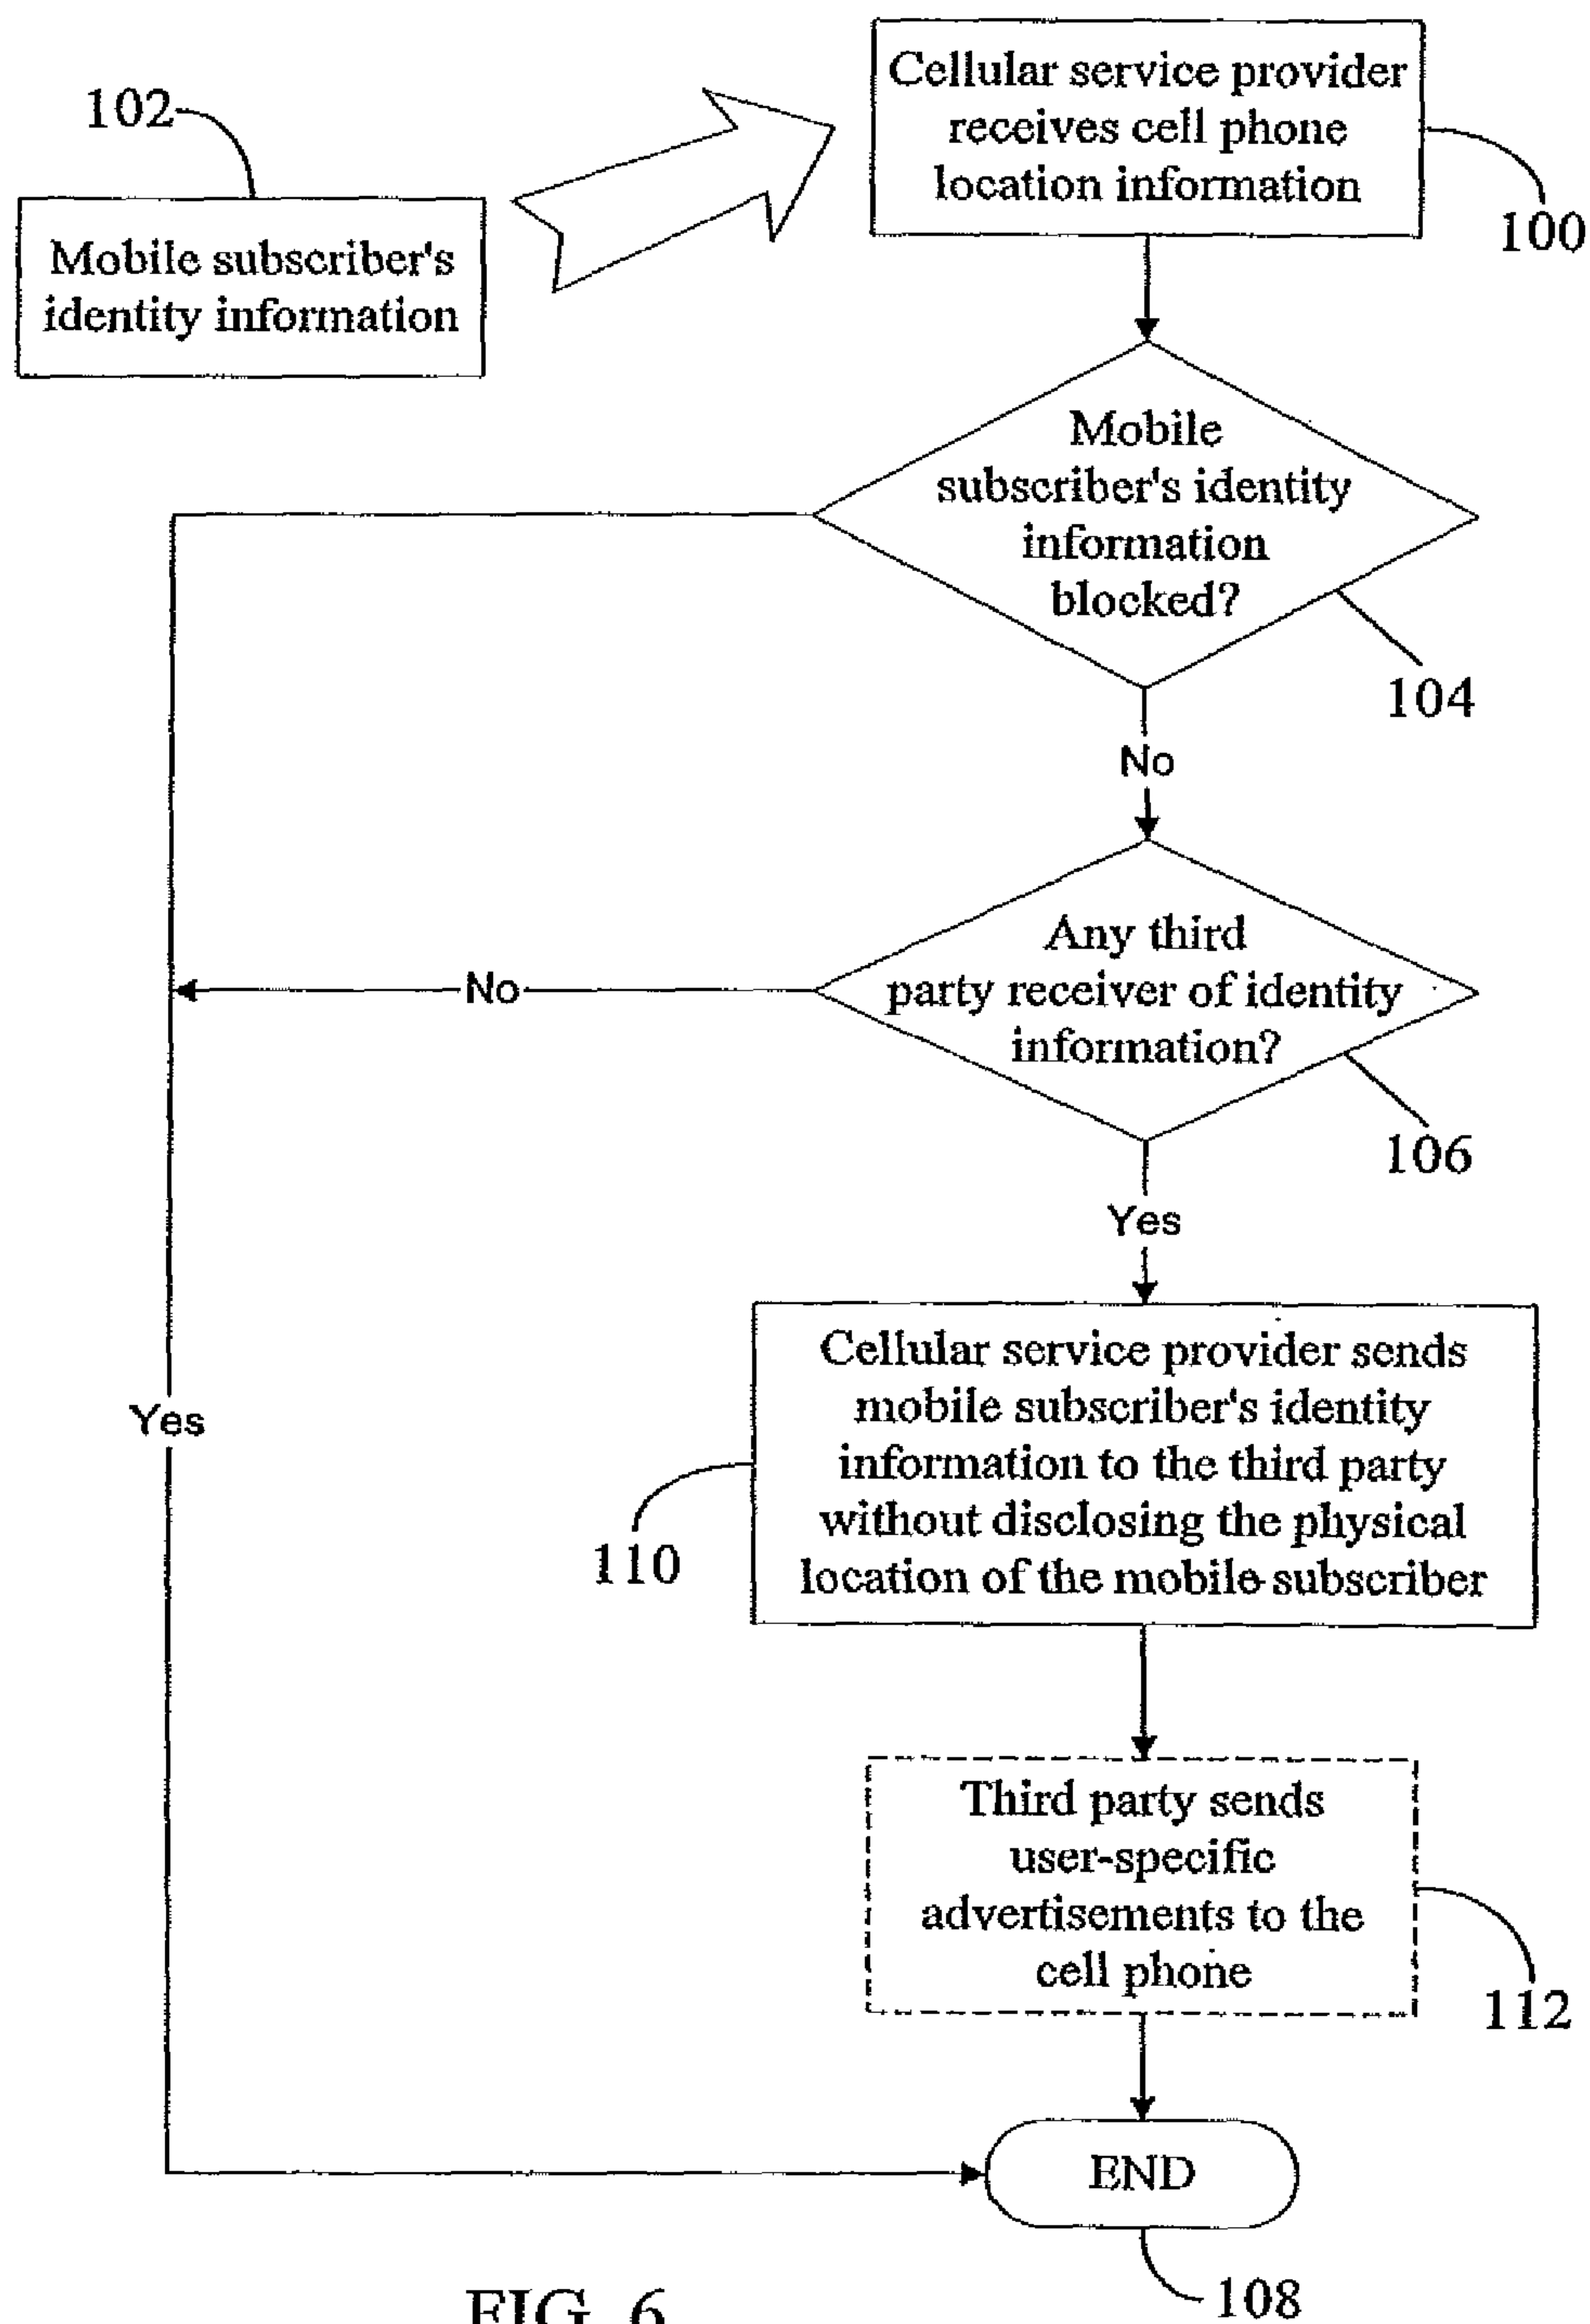 Cellular service provider
receives cell phone
location information
100
102
Mobile subscriber's
identity information
Mobile
subscriber's identity
information
blocked?
104
No
Any third
party receiver of identity
information?
No
106
Yes
Cellular service provider sends
mobile subscriber's identity
information to the third party
without disclosing the physical
location of the mobile subscriber
Yes
110
Third party sends
user-specific
advertisements to the
cell phone
112
END
108
FIG. 6